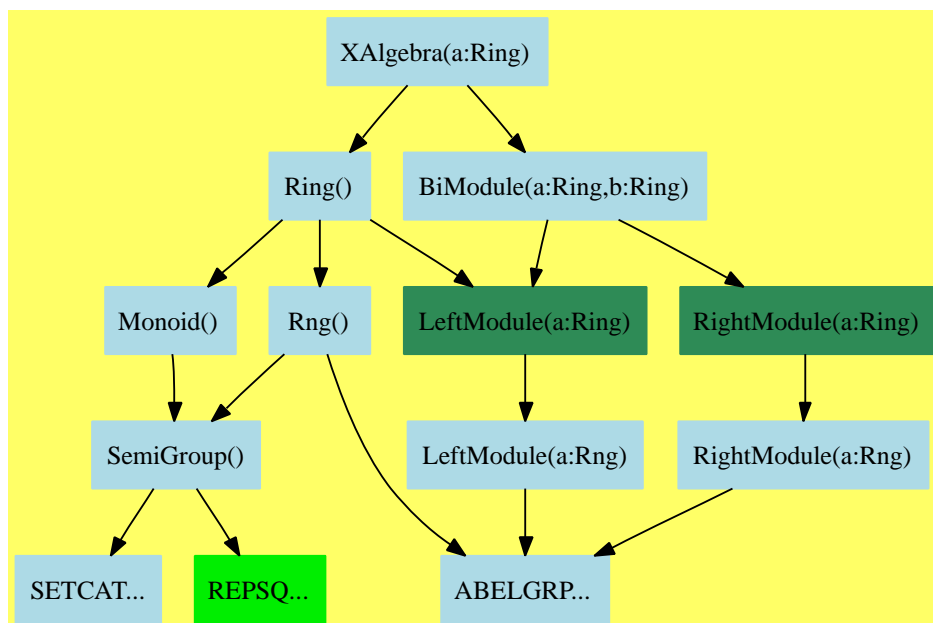 XAlgebra(a:Ring)
Ring()
BiModule(a:Ring,b:Ring)
Monoid()
Rng()
LeftModule(a:Ring)
RightModule(a:Ring)
SemiGroup()
LeftModule(a:Rng)
RightModule(a:Rng)
SETCAT...
REPSQ...
ABELGRP...